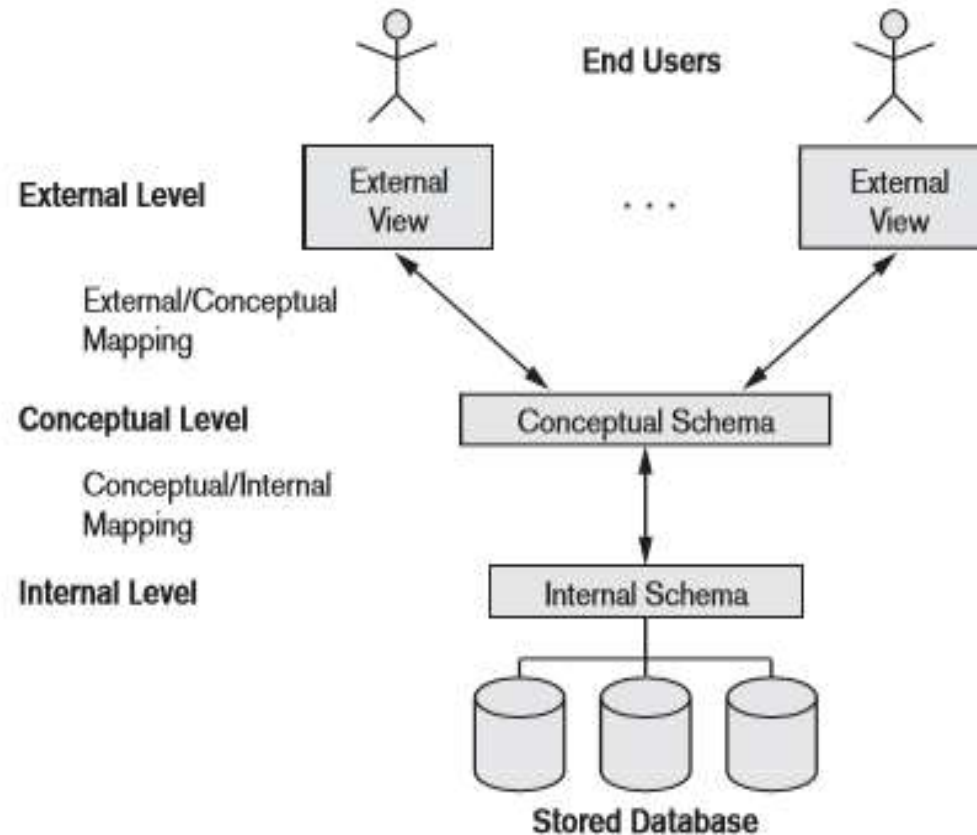 End Users
External Level
External
View
. . .
External
View
External/Conceptual
Mapping
Conceptual Level
Conceptual Schema
Conceptual/Internal
Mapping
Internal Level
Internal Schema
Stored Database